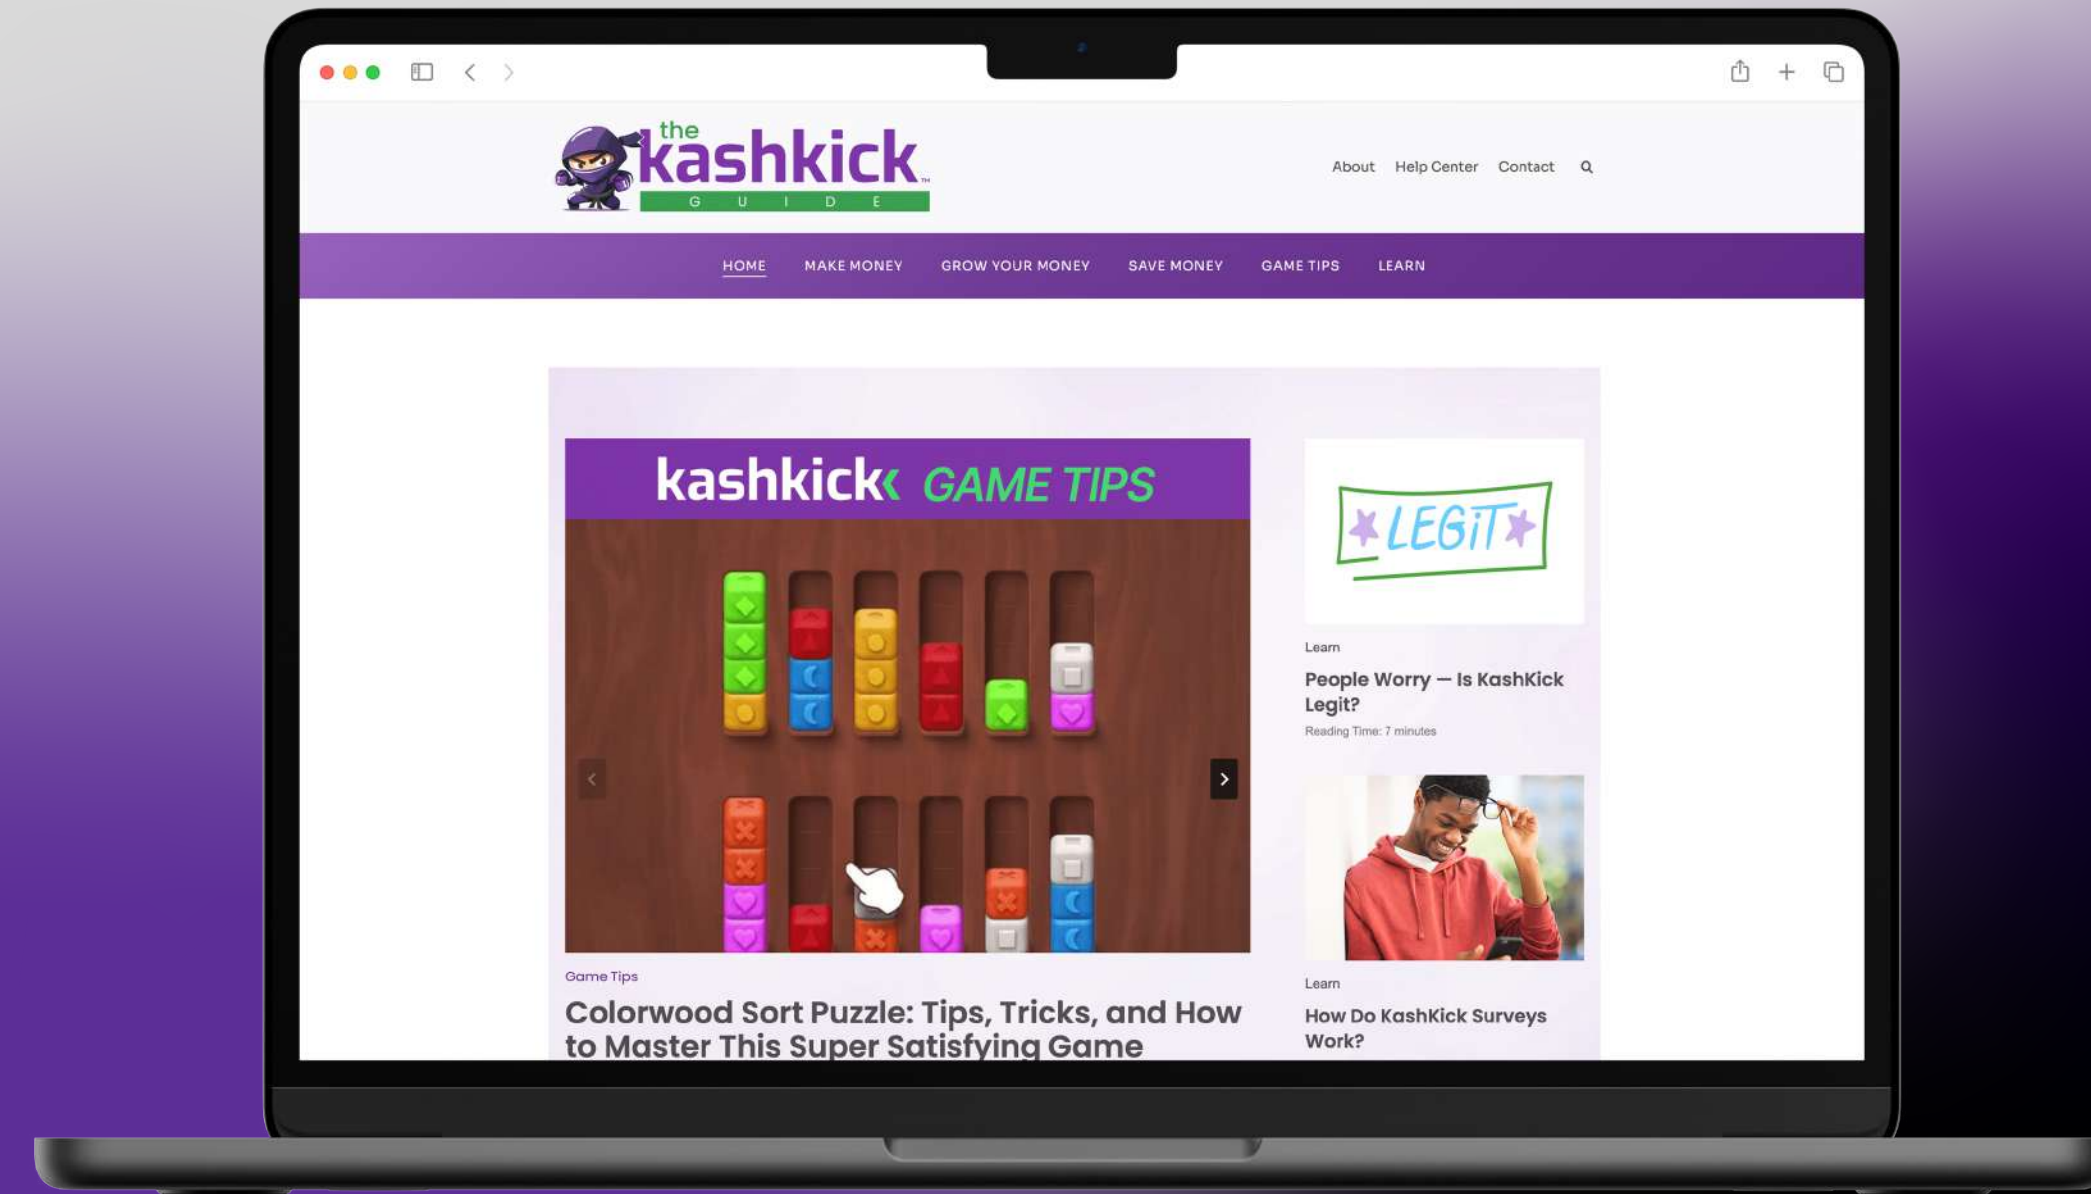 the
kashkick™
GUIDE
About Help Center Contact
HOME MAKE MONEY GROW YOUR MONEY SAVE MONEY GAME TIPS LEARN
kashkick GAME TIPS
Game Tips
Colorwood Sort Puzzle: Tips, Tricks, and How
to Master This Super Satisfying Game
LEGiT
Learn
People Worry — Is KashKick
Legit?
Reading Time: 7 minutes
Learn
How Do KashKick Surveys
Work?